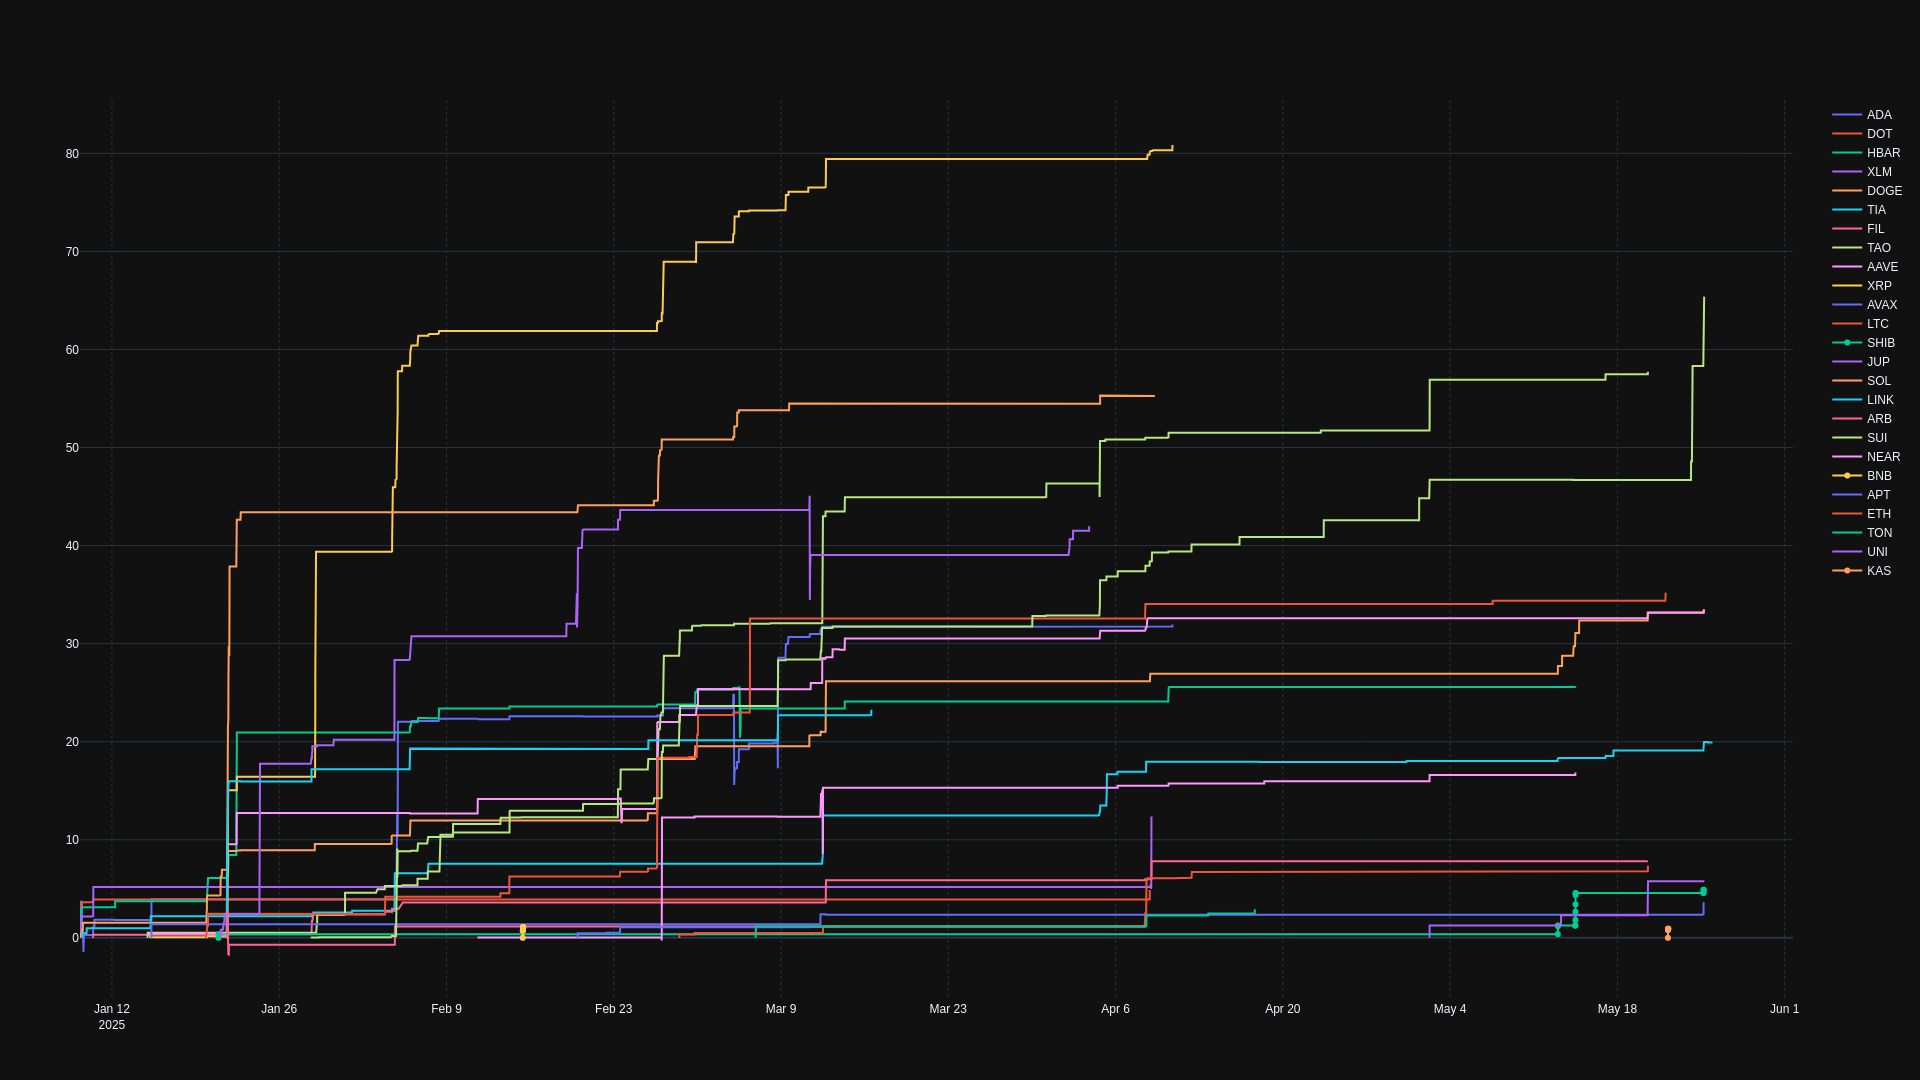 80
70
60
50
40
30
20
10
0
Jan 12
2025
Jan 26
Feb 9
Feb 23
Mar 9
Mar 23
Apr 6
Apr 20
May 4
May 18
Jun 1
ADA
DOT
HBAR
XLM
DOGE
TIA
FIL
TAO
AAVE
XRP
AVAX
LTC
SHIB
JUP
SOL
LINK
ARB
SUI
NEAR
BNB
APT
ETH
TON
UNI
KAS